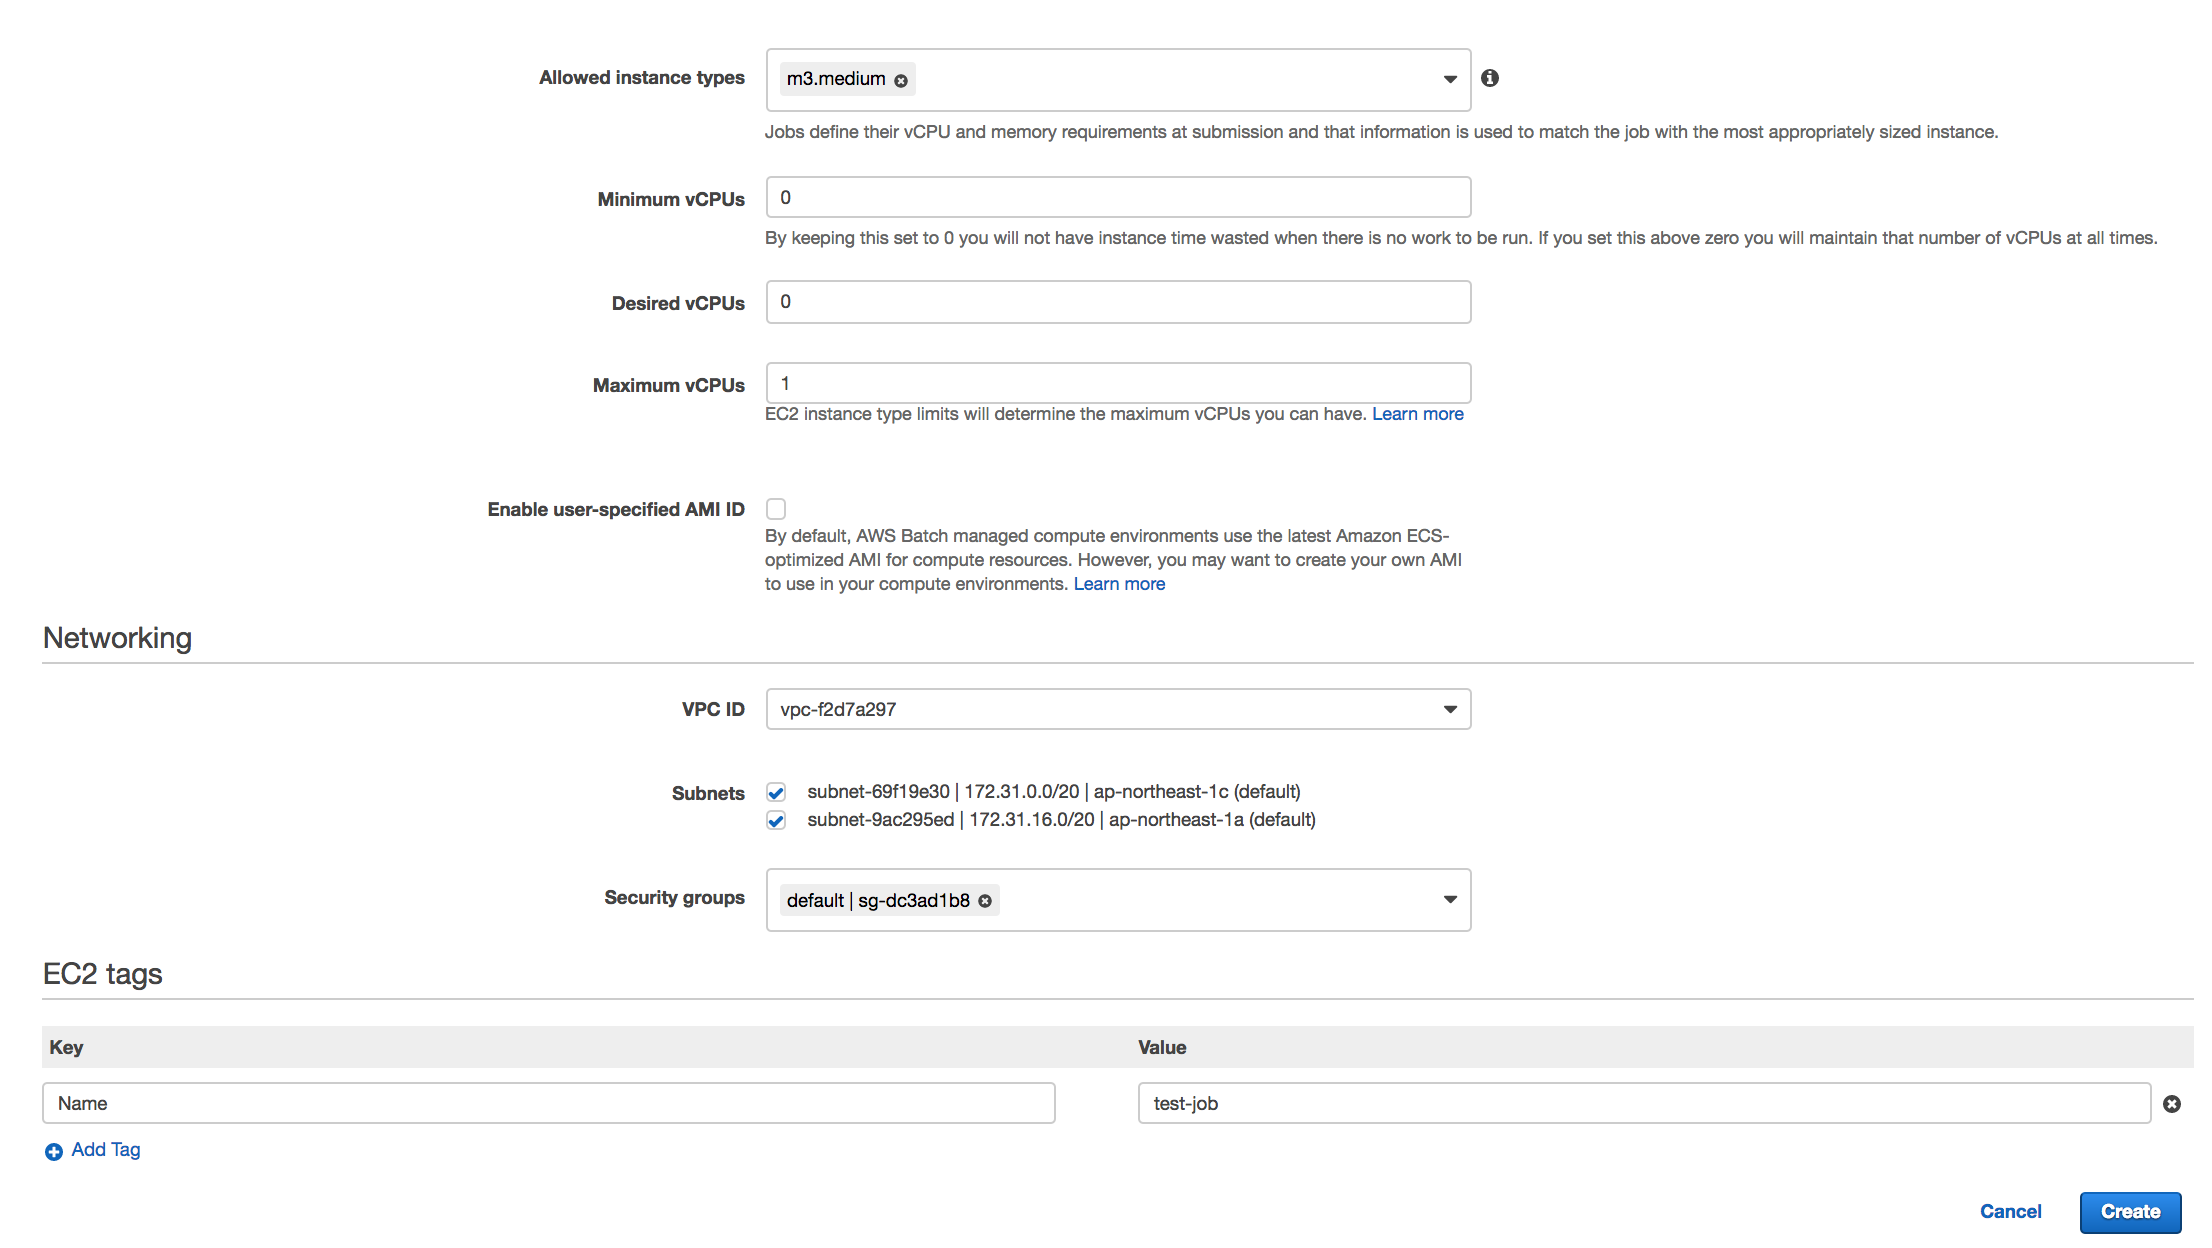 Allowed instance types
m3.medium
Jobs define their vCPU and memory requirements at submission and that information is used to match the job with the most appropriately sized instance.
Minimum vCPUs
0
By keeping this set to 0 you will not have instance time wasted when there is no work to be run. If you set this above zero you will maintain that number of vCPUs at all times.
Desired vCPUs
0
Maximum vCPUs
1
EC2 instance type limits will determine the maximum vCPUs you can have. Learn more
Enable user-specified AMI ID
By default, AWS Batch managed compute environments use the latest Amazon ECS-
optimized AMI for compute resources. However, you may want to create your own AMI
to use in your compute environments. Learn more
Networking
VPC ID
vpc-f2d7a297
Subnets
subnet-69f19e30 | 172.31.0.0/20 | ap-northeast-1c (default)
subnet-9ac295ed | 172.31.16.0/20 | ap-northeast-1a (default)
Security groups
default | sg-dc3ad1b8
EC2 tags
Key Value
Name test-job
Add Tag
Cancel Create